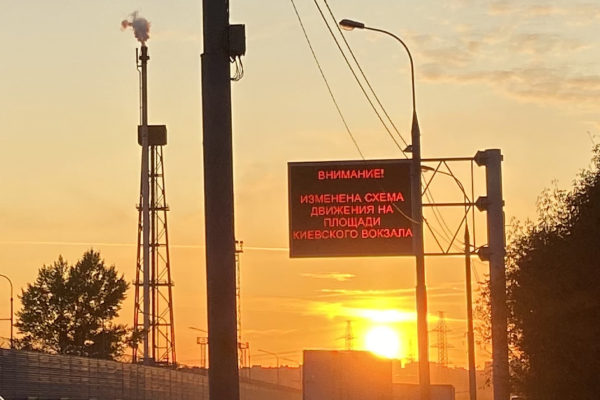 ВНИМАНИЕ!
ИЗМЕНЕНА СХЕМА
ДВИЖЕНИЯ НА
ПЛОЩАДИ
КИЕВСКОГО ВОКЗАЛА